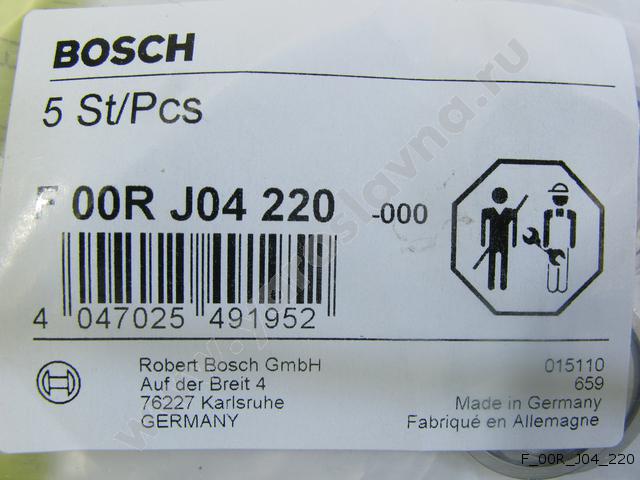 BOSCH
5 St/Pcs
F 00R J04 220 -000
4 047025 491952
Robert Bosch GmbH
Auf der Breit 4
76227 Karlsruhe
GERMANY
015110
659
Made in Germany
Fabriqué en Allemagne
F_00R_J04_220